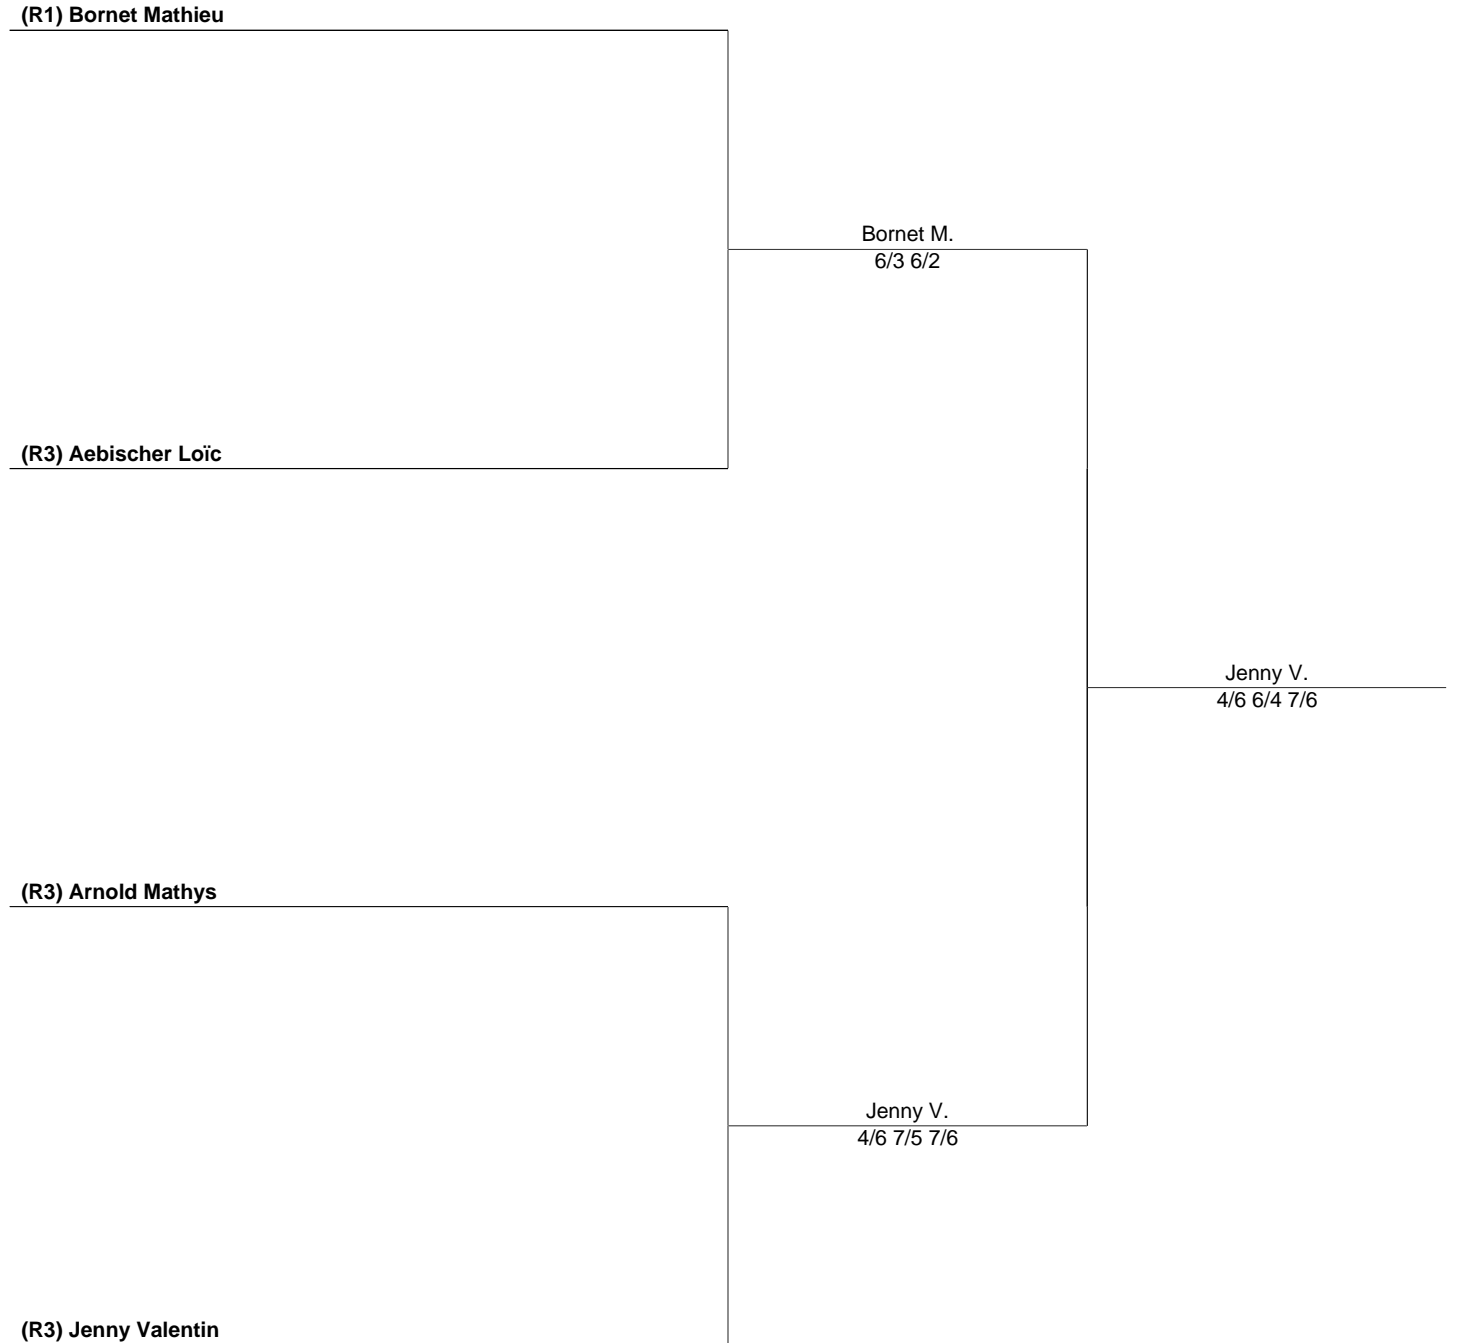 (R1) Bornet Mathieu
Bornet M.
6/3 6/2
(R3) Aebischer Loïc
Jenny V.
4/6 6/4 7/6
(R3) Arnold Mathys
Jenny V.
4/6 7/5 7/6
(R3) Jenny Valentin